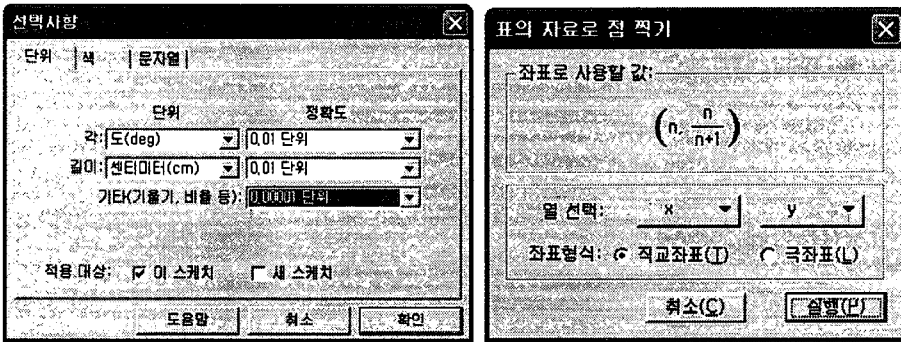 선택사항
단위 색 문자열
단위 정확도
각: 도(deg) 0.01 단위
길이: 센티미터(cm) 0.01 단위
기타(기울기, 비율 등): 0.00001 단위
적용 대상: 이 스케치 새 스케치
도움말 취소 확인
표의 자료로 점 찍기
좌표로 사용할 값:
(n, n/n+1)
열 선택: x y
좌표형식: 직교좌표(T) 극좌표(L)
취소(C) 실행(P)